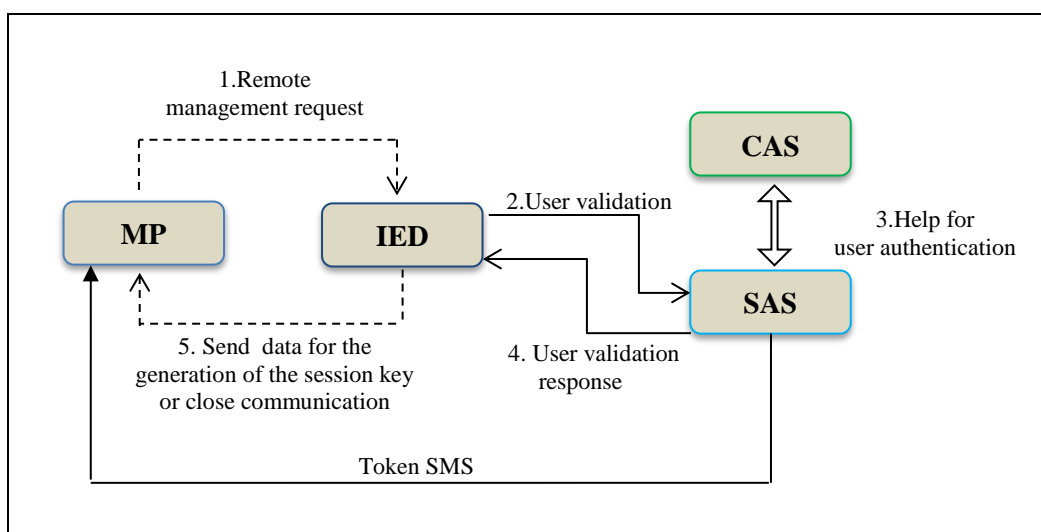 1.Remote
management request
CAS
2.User validation
3.Help for
user authentication
MP
IED
SAS
5. Send data for the
generation of the session key
or close communication
4. User validation
response
Token SMS